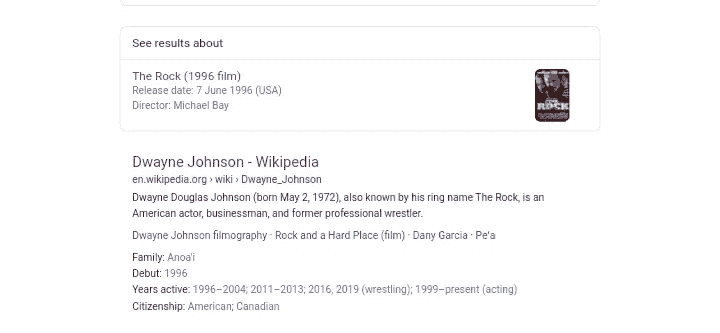 See results about
The Rock (1996 film)
Release date: 7 June 1996 (USA)
Director: Michael Bay
ROCK
Dwayne Johnson - Wikipedia
en.wikipedia.org › wiki › Dwayne_Johnson
Dwayne Douglas Johnson (born May 2, 1972), also known by his ring name The Rock, is an
American actor, businessman, and former professional wrestler.
Dwayne Johnson filmography · Rock and a Hard Place (film) · Dany Garcia · Peʻa
Family: Anoaʻi
Debut: 1996
Years active: 1996–2004; 2011–2013; 2016, 2019 (wrestling); 1999–present (acting)
Citizenship: American; Canadian